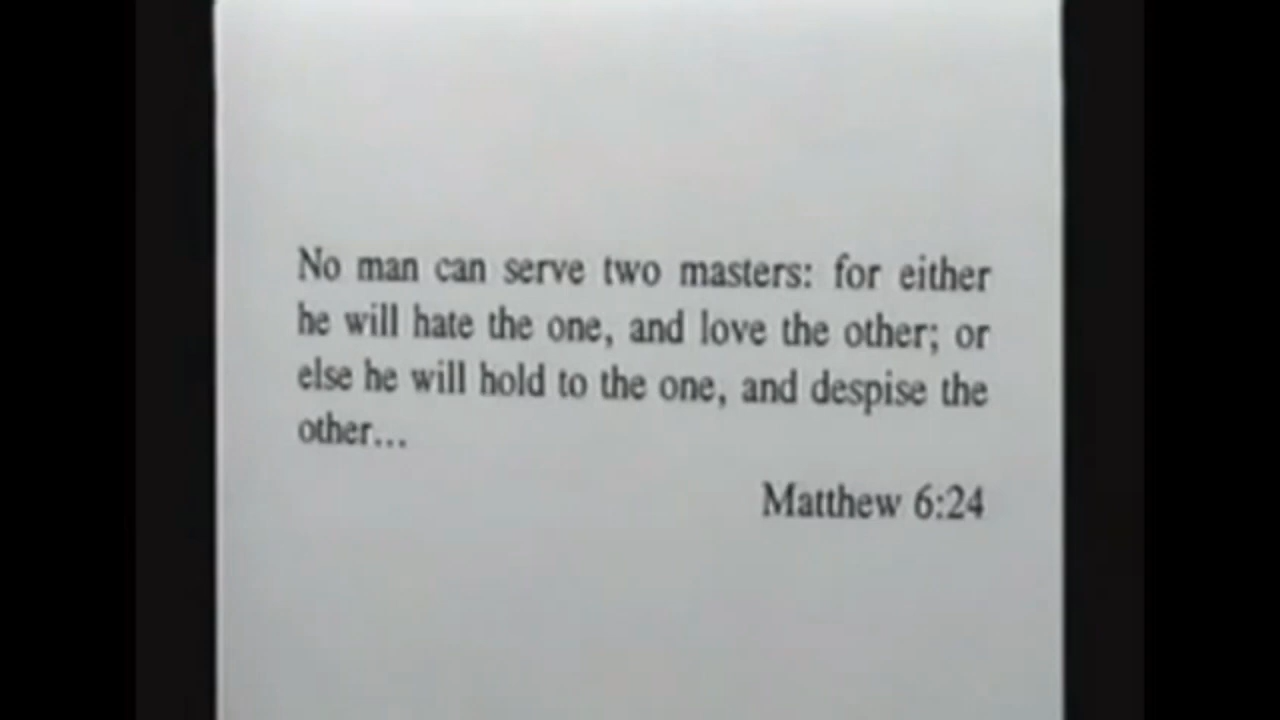 No man can serve two masters: for either
he will hate the one, and love the other; or
else he will hold to the one, and despise the
other...
Matthew 6:24